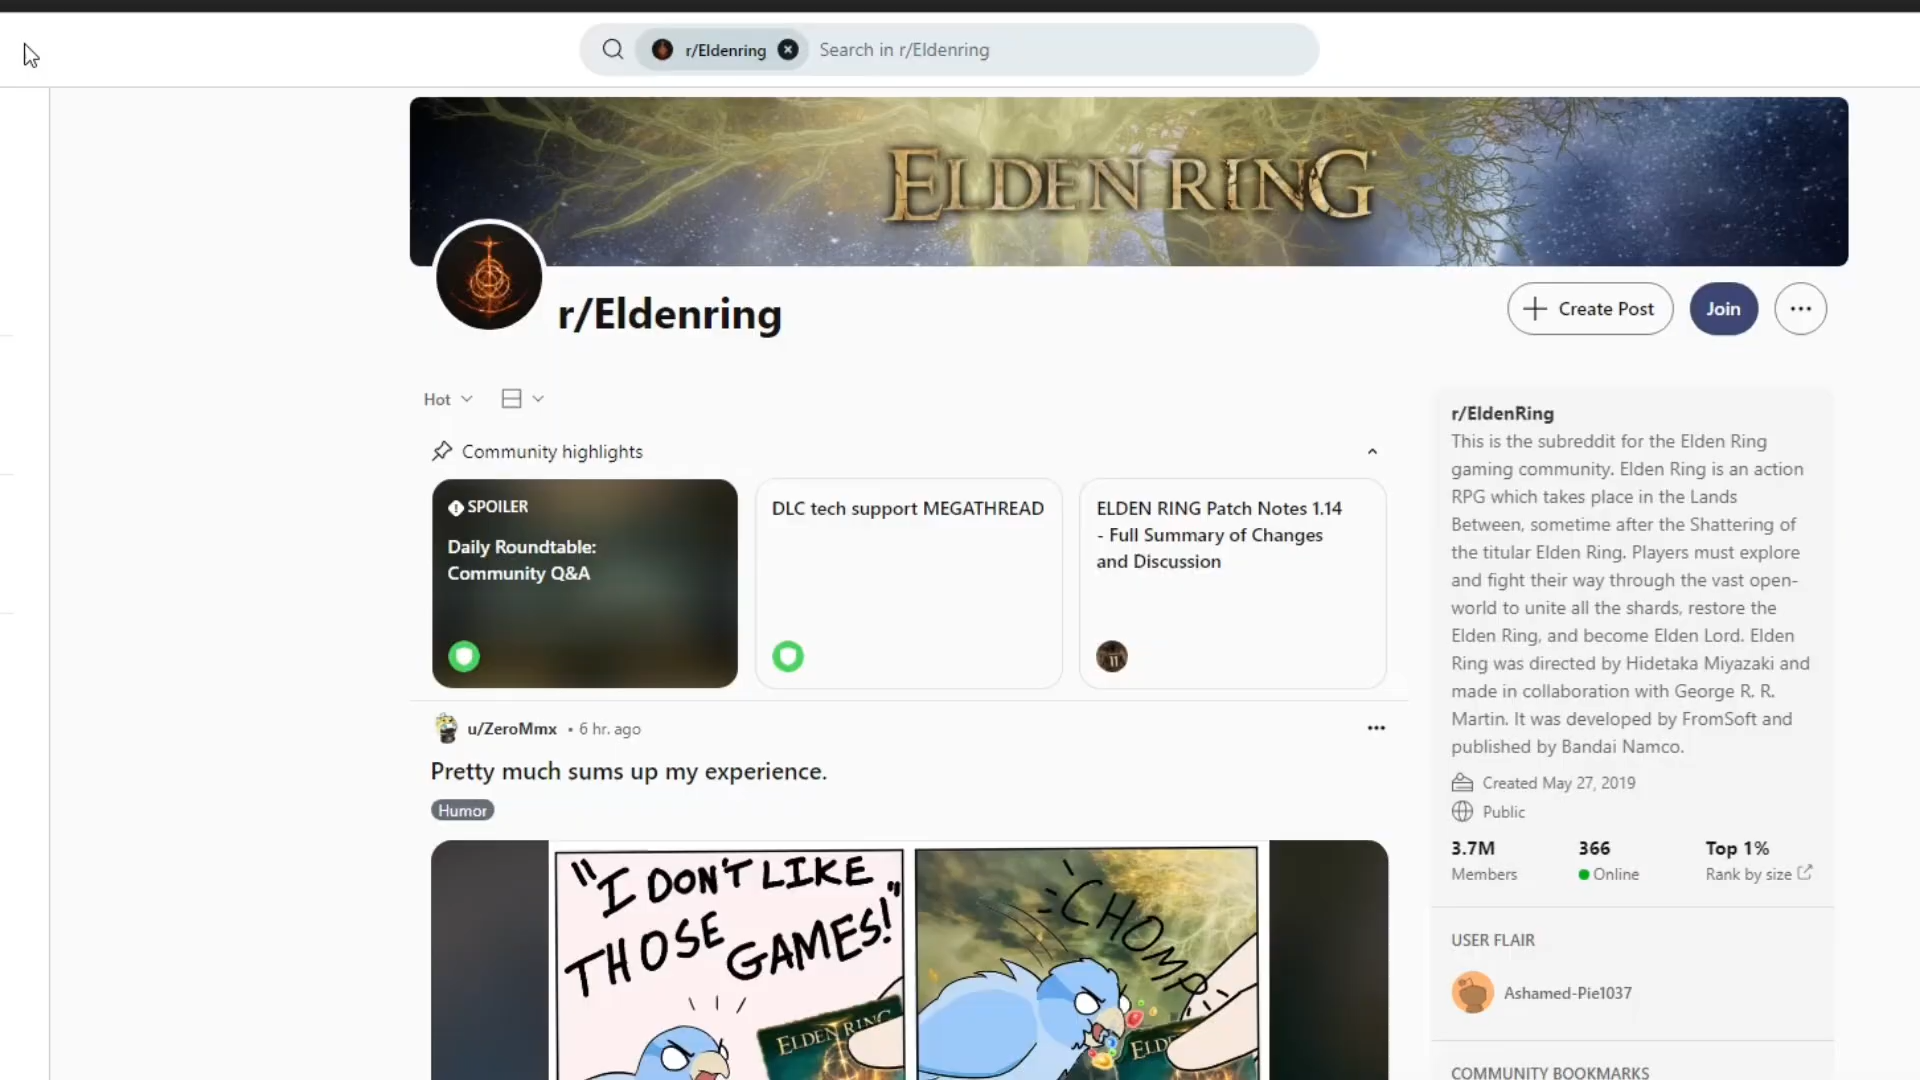 r/Eldenring
Search in r/Eldenring
ELDEN RING
r/Eldenring
Create Post
Join
Hot
Community highlights
SPOILER
Daily Roundtable:
Community Q&A
DLC tech support MEGATHREAD
ELDEN RING Patch Notes 1.14
- Full Summary of Changes
and Discussion
u/ZeroMmx • 6 hr. ago
Pretty much sums up my experience.
Humor
"I DON'T LIKE
THOSE
GAMES!"
ELDEN RING
CHOMP
ELD
r/EldenRing
This is the subreddit for the Elden Ring
gaming community. Elden Ring is an action
RPG which takes place in the Lands
Between, sometime after the Shattering of
the titular Elden Ring. Players must explore
and fight their way through the vast open-
world to unite all the shards, restore the
Elden Ring, and become Elden Lord. Elden
Ring was directed by Hidetaka Miyazaki and
made in collaboration with George R. R.
Martin. It was developed by FromSoft and
published by Bandai Namco.
Created May 27, 2019
Public
3.7M
Members
366
Online
Top 1%
Rank by size
USER FLAIR
Ashamed-Pie1037
COMMUNITY BOOKMARKS